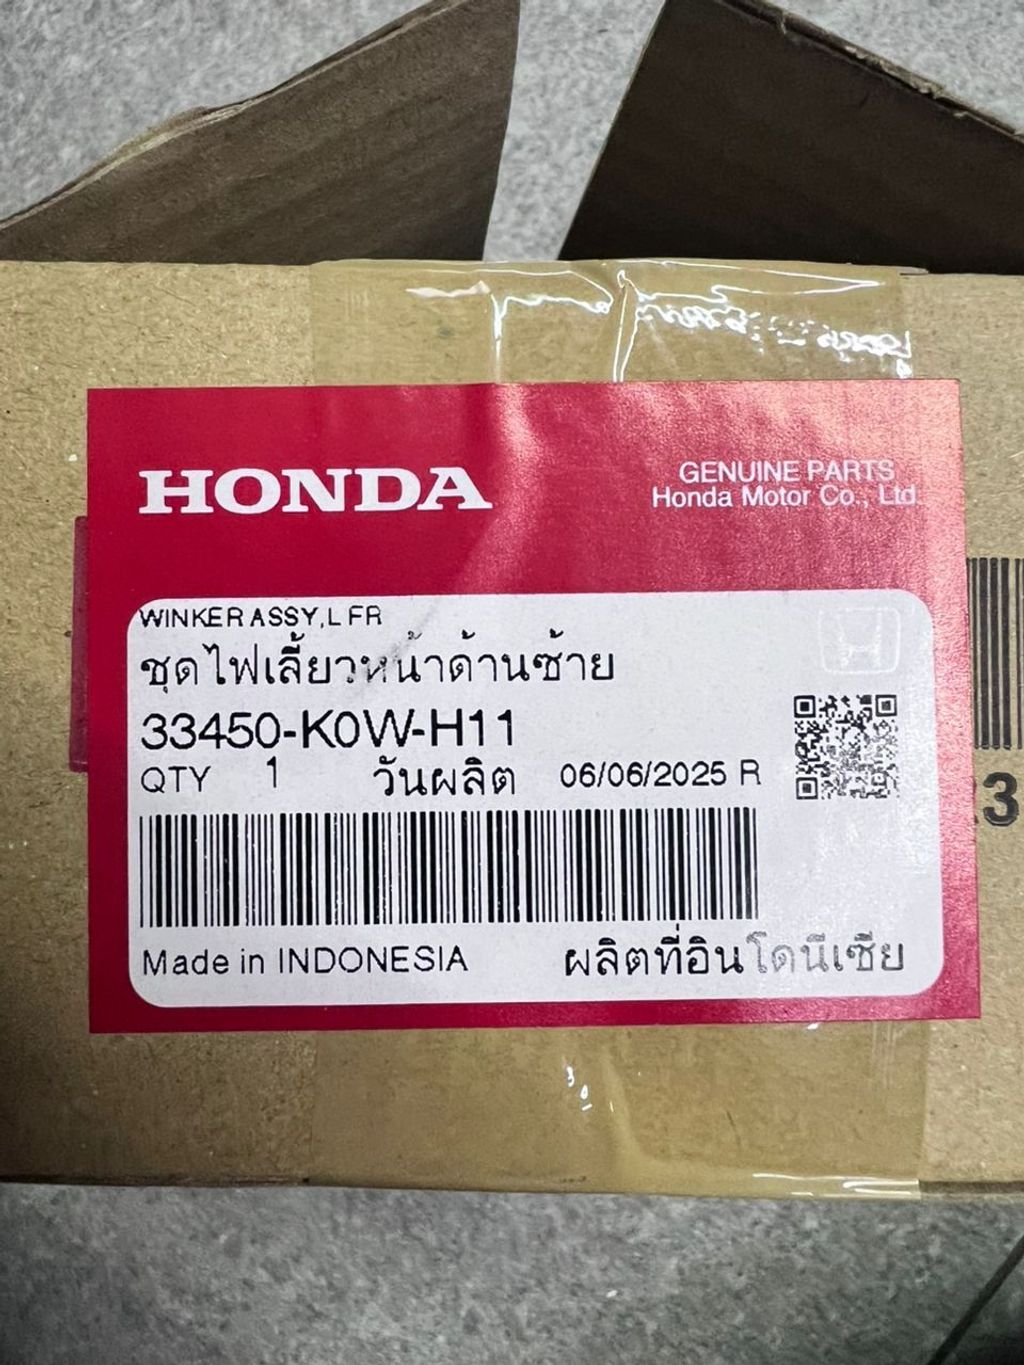 HONDA
GENUINE PARTS
Honda Motor Co., Ltd.
WINKER ASSY,L FR
ชุดไฟเลี้ยวหน้าด้านซ้าย
33450-K0W-H11
QTY 1 วันผลิต 06/06/2025 R
Made in INDONESIA ผลิตที่อินโดนีเซีย